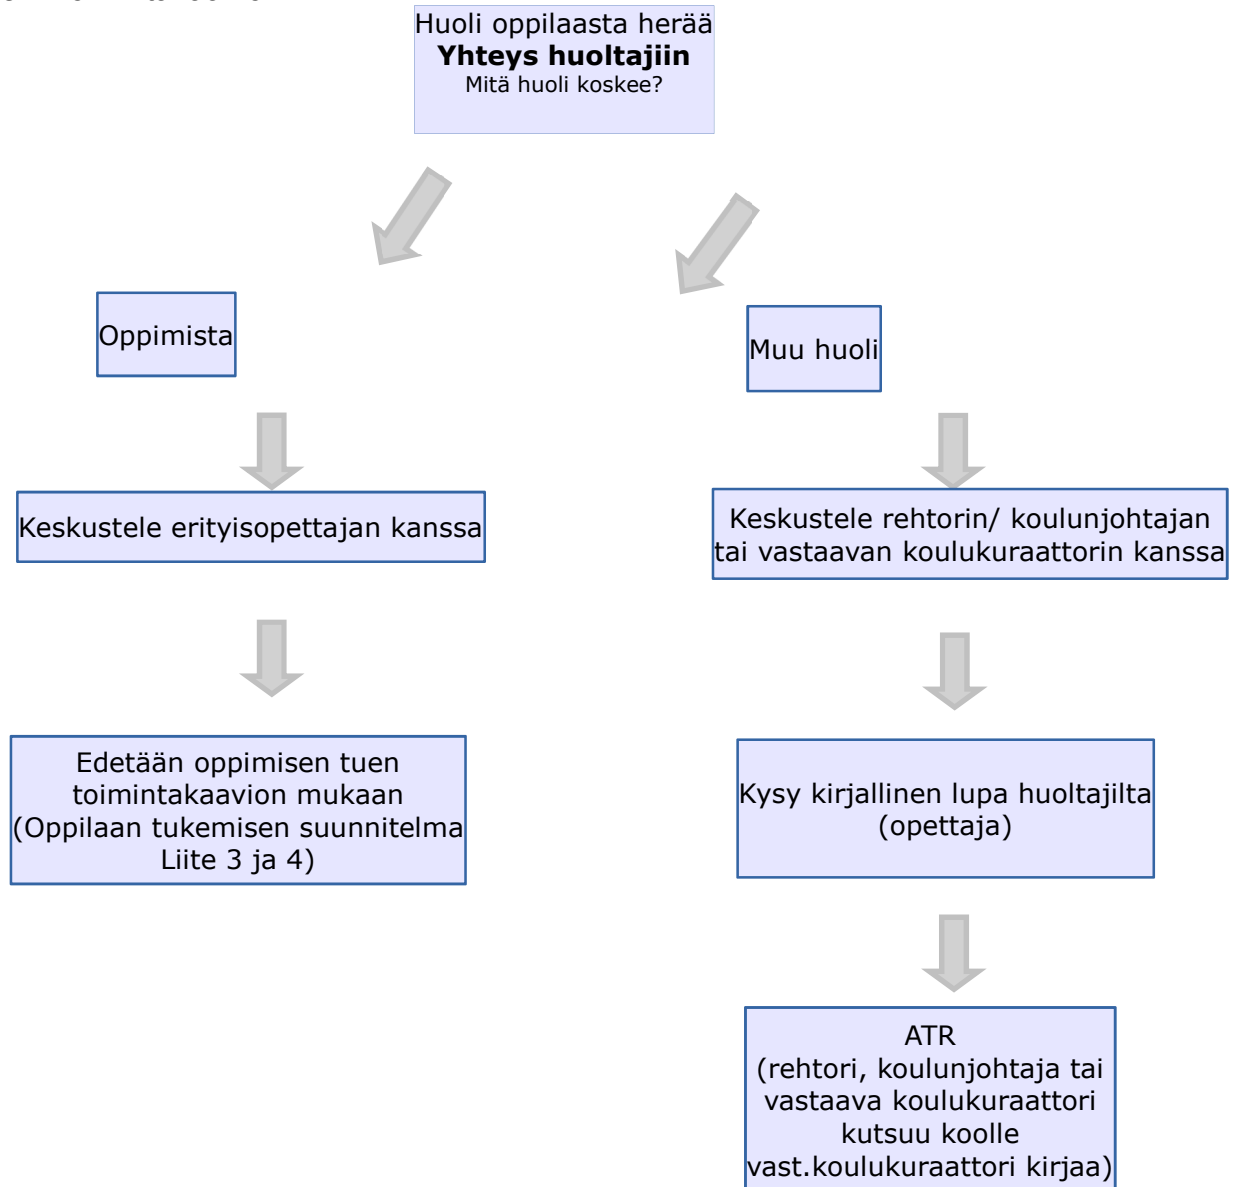 Huoli oppilaasta herää
Yhteys huoltajiin
Mitä huoli koskee?
Oppimista
Muu huoli
Keskustele erityisopettajan kanssa
Keskustele rehtorin/ koulunjohtajan
tai vastaavan koulukuraattorin kanssa
Edetään oppimisen tuen
toimintakaavion mukaan
(Oppilaan tukemisen suunnitelma
Liite 3 ja 4)
Kysy kirjallinen lupa huoltajilta
(opettaja)
ATR
(rehtori, koulunjohtaja tai
vastaava koulukuraattori
kutsuu koolle
vast.koulukuraattori kirjaa)